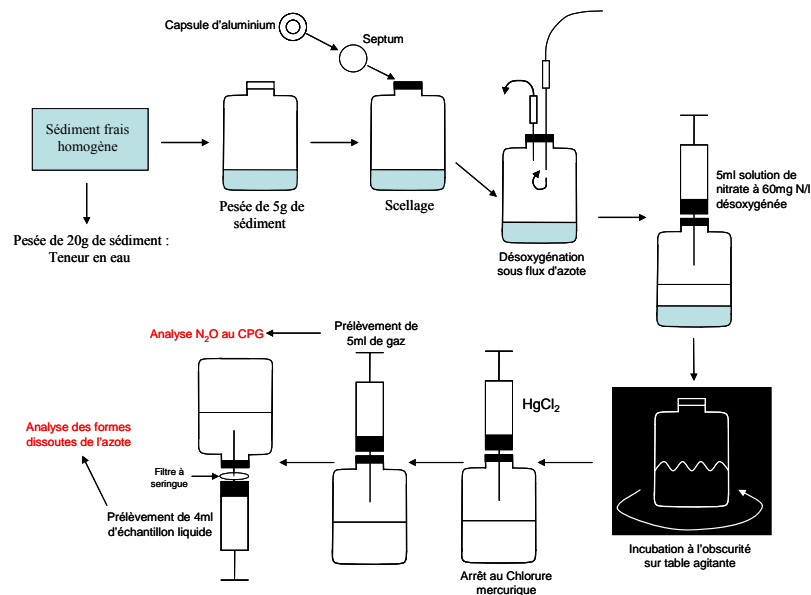 Capsule d'aluminium
Septum
Sédiment frais
homogène
Pesée de 5g de
sédiment
Scellage
Désoxygénation
sous flux d'azote
5ml solution de
nitrate à 60mg N/l
désoxygénée
Pesée de 20g de sédiment :
Teneur en eau
Analyse N₂O au CPG
Prélèvement de
5ml de gaz
HgCl₂
Analyse des formes
dissoutes de l'azote
Filtre à
seringue
Prélèvement de 4ml
d'échantillon liquide
Arrêt au Chlorure
mercurique
Incubation à l'obscurité
sur table agitante